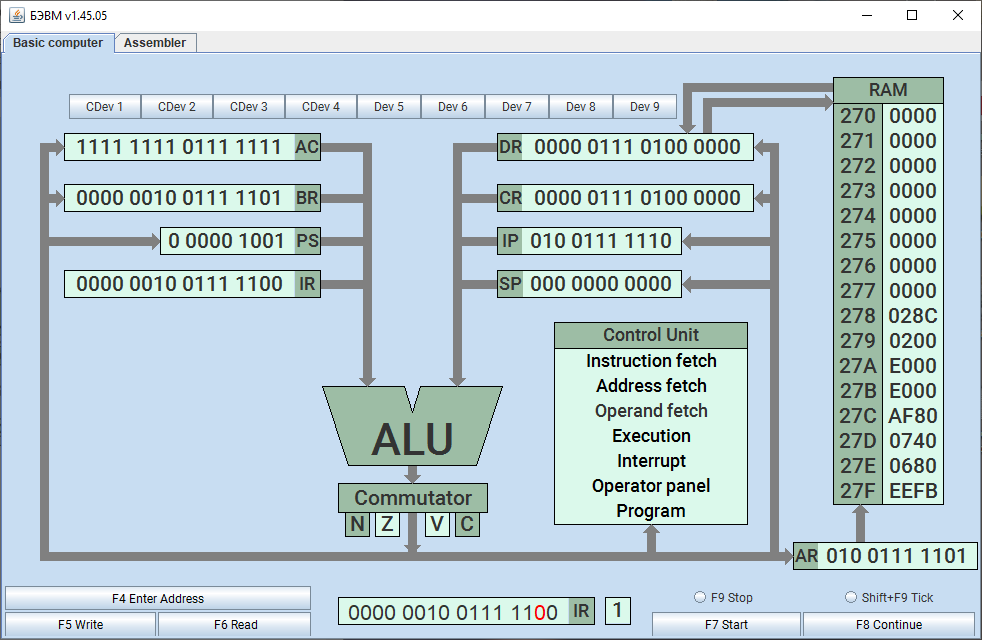 БЭВМ v1.45.05
Basic computer Assembler
CDev 1 CDev 2 CDev 3 CDev 4 Dev 5 Dev 6 Dev 7 Dev 8 Dev 9
1111 1111 0111 1111 AC
0000 0010 0111 1101 BR
0 0000 1001 PS
0000 0010 0111 1100 IR
DR 0000 0111 0100 0000
CR 0000 0111 0100 0000
IP 010 0111 1110
SP 000 0000 0000
RAM
270 0000
271 0000
272 0000
273 0000
274 0000
275 0000
276 0000
277 0000
278 028C
279 0200
27A E000
27B E000
27C AF80
27D 0740
27E 0680
27F EEFB
Control Unit
Instruction fetch
Address fetch
Operand fetch
Execution
Interrupt
Operator panel
Program
ALU
Commutator
N Z V C
AR 010 0111 1101
F4 Enter Address
F5 Write F6 Read
0000 0010 0111 1100 IR 1
F9 Stop Shift+F9 Tick
F7 Start F8 Continue